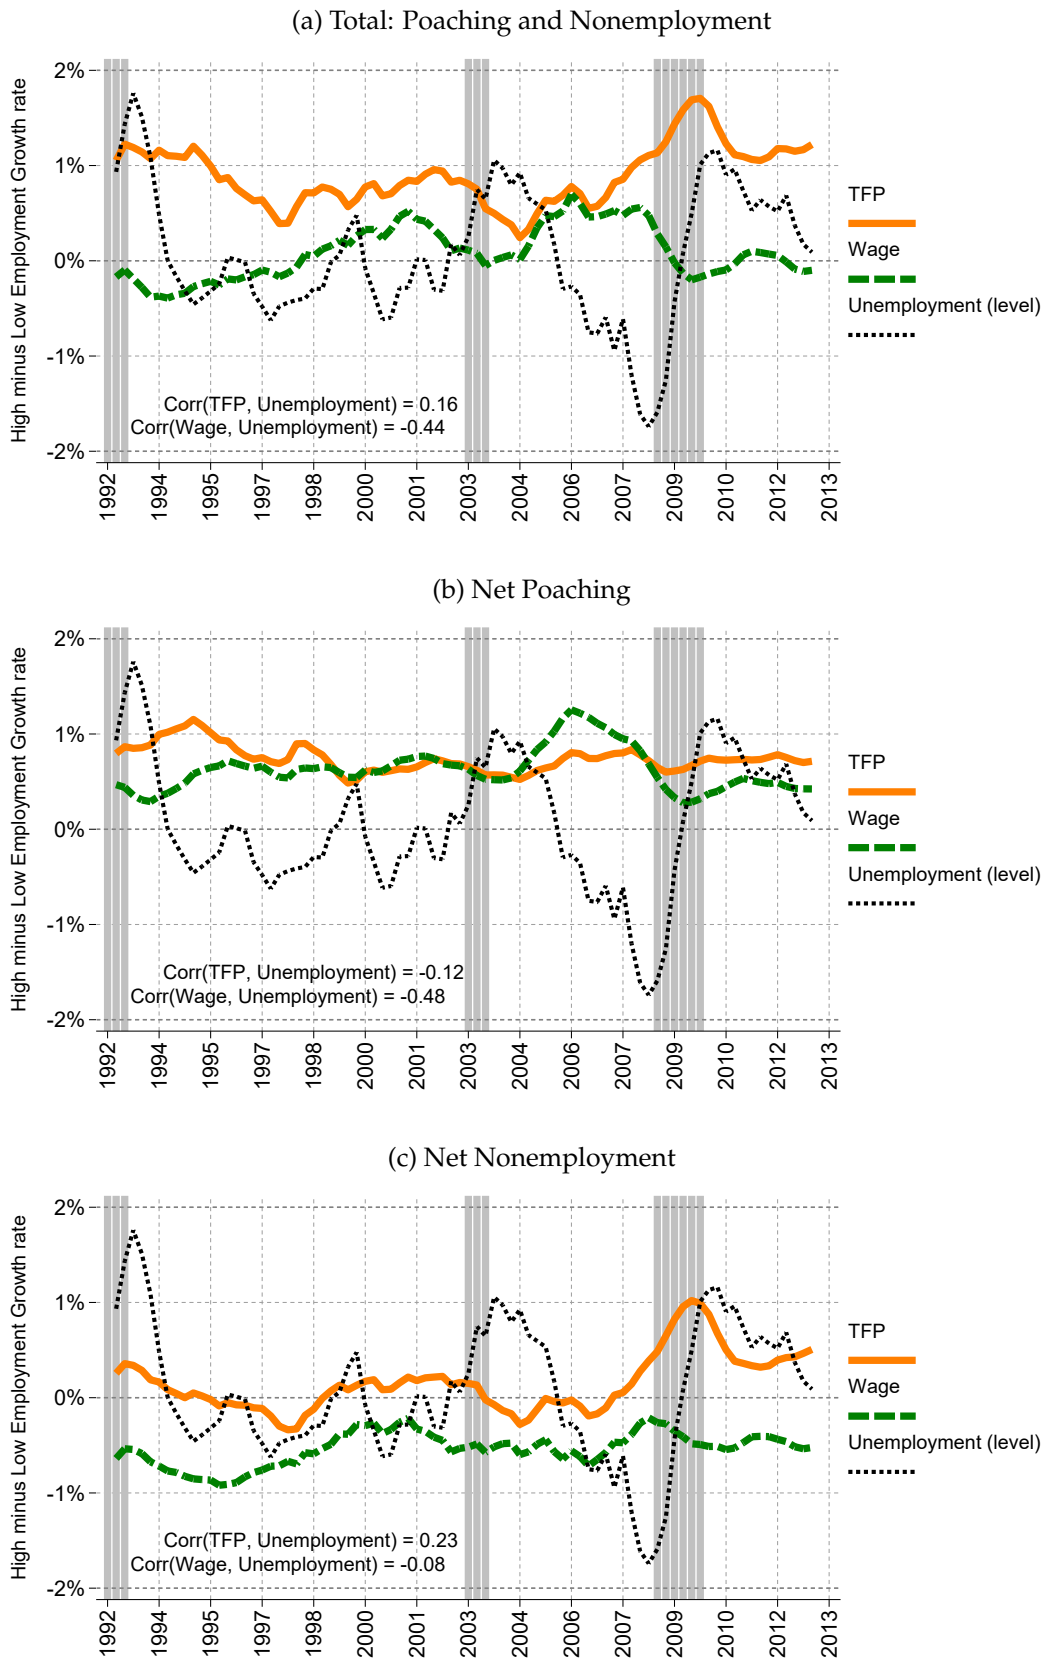 (a) Total: Poaching and Nonemployment
High minus Low Employment Growth rate
2%
1%
0%
-1%
-2%
Corr(TFP, Unemployment) = 0.16
Corr(Wage, Unemployment) = -0.44
1992
1994
1995
1997
1998
2000
2001
2003
2004
2006
2007
2009
2010
2012
2013
TFP
Wage
Unemployment (level)
(b) Net Poaching
High minus Low Employment Growth rate
2%
1%
0%
-1%
-2%
Corr(TFP, Unemployment) = -0.12
Corr(Wage, Unemployment) = -0.48
1992
1994
1995
1997
1998
2000
2001
2003
2004
2006
2007
2009
2010
2012
2013
TFP
Wage
Unemployment (level)
(c) Net Nonemployment
High minus Low Employment Growth rate
2%
1%
0%
-1%
-2%
Corr(TFP, Unemployment) = 0.23
Corr(Wage, Unemployment) = -0.08
1992
1994
1995
1997
1998
2000
2001
2003
2004
2006
2007
2009
2010
2012
2013
TFP
Wage
Unemployment (level)